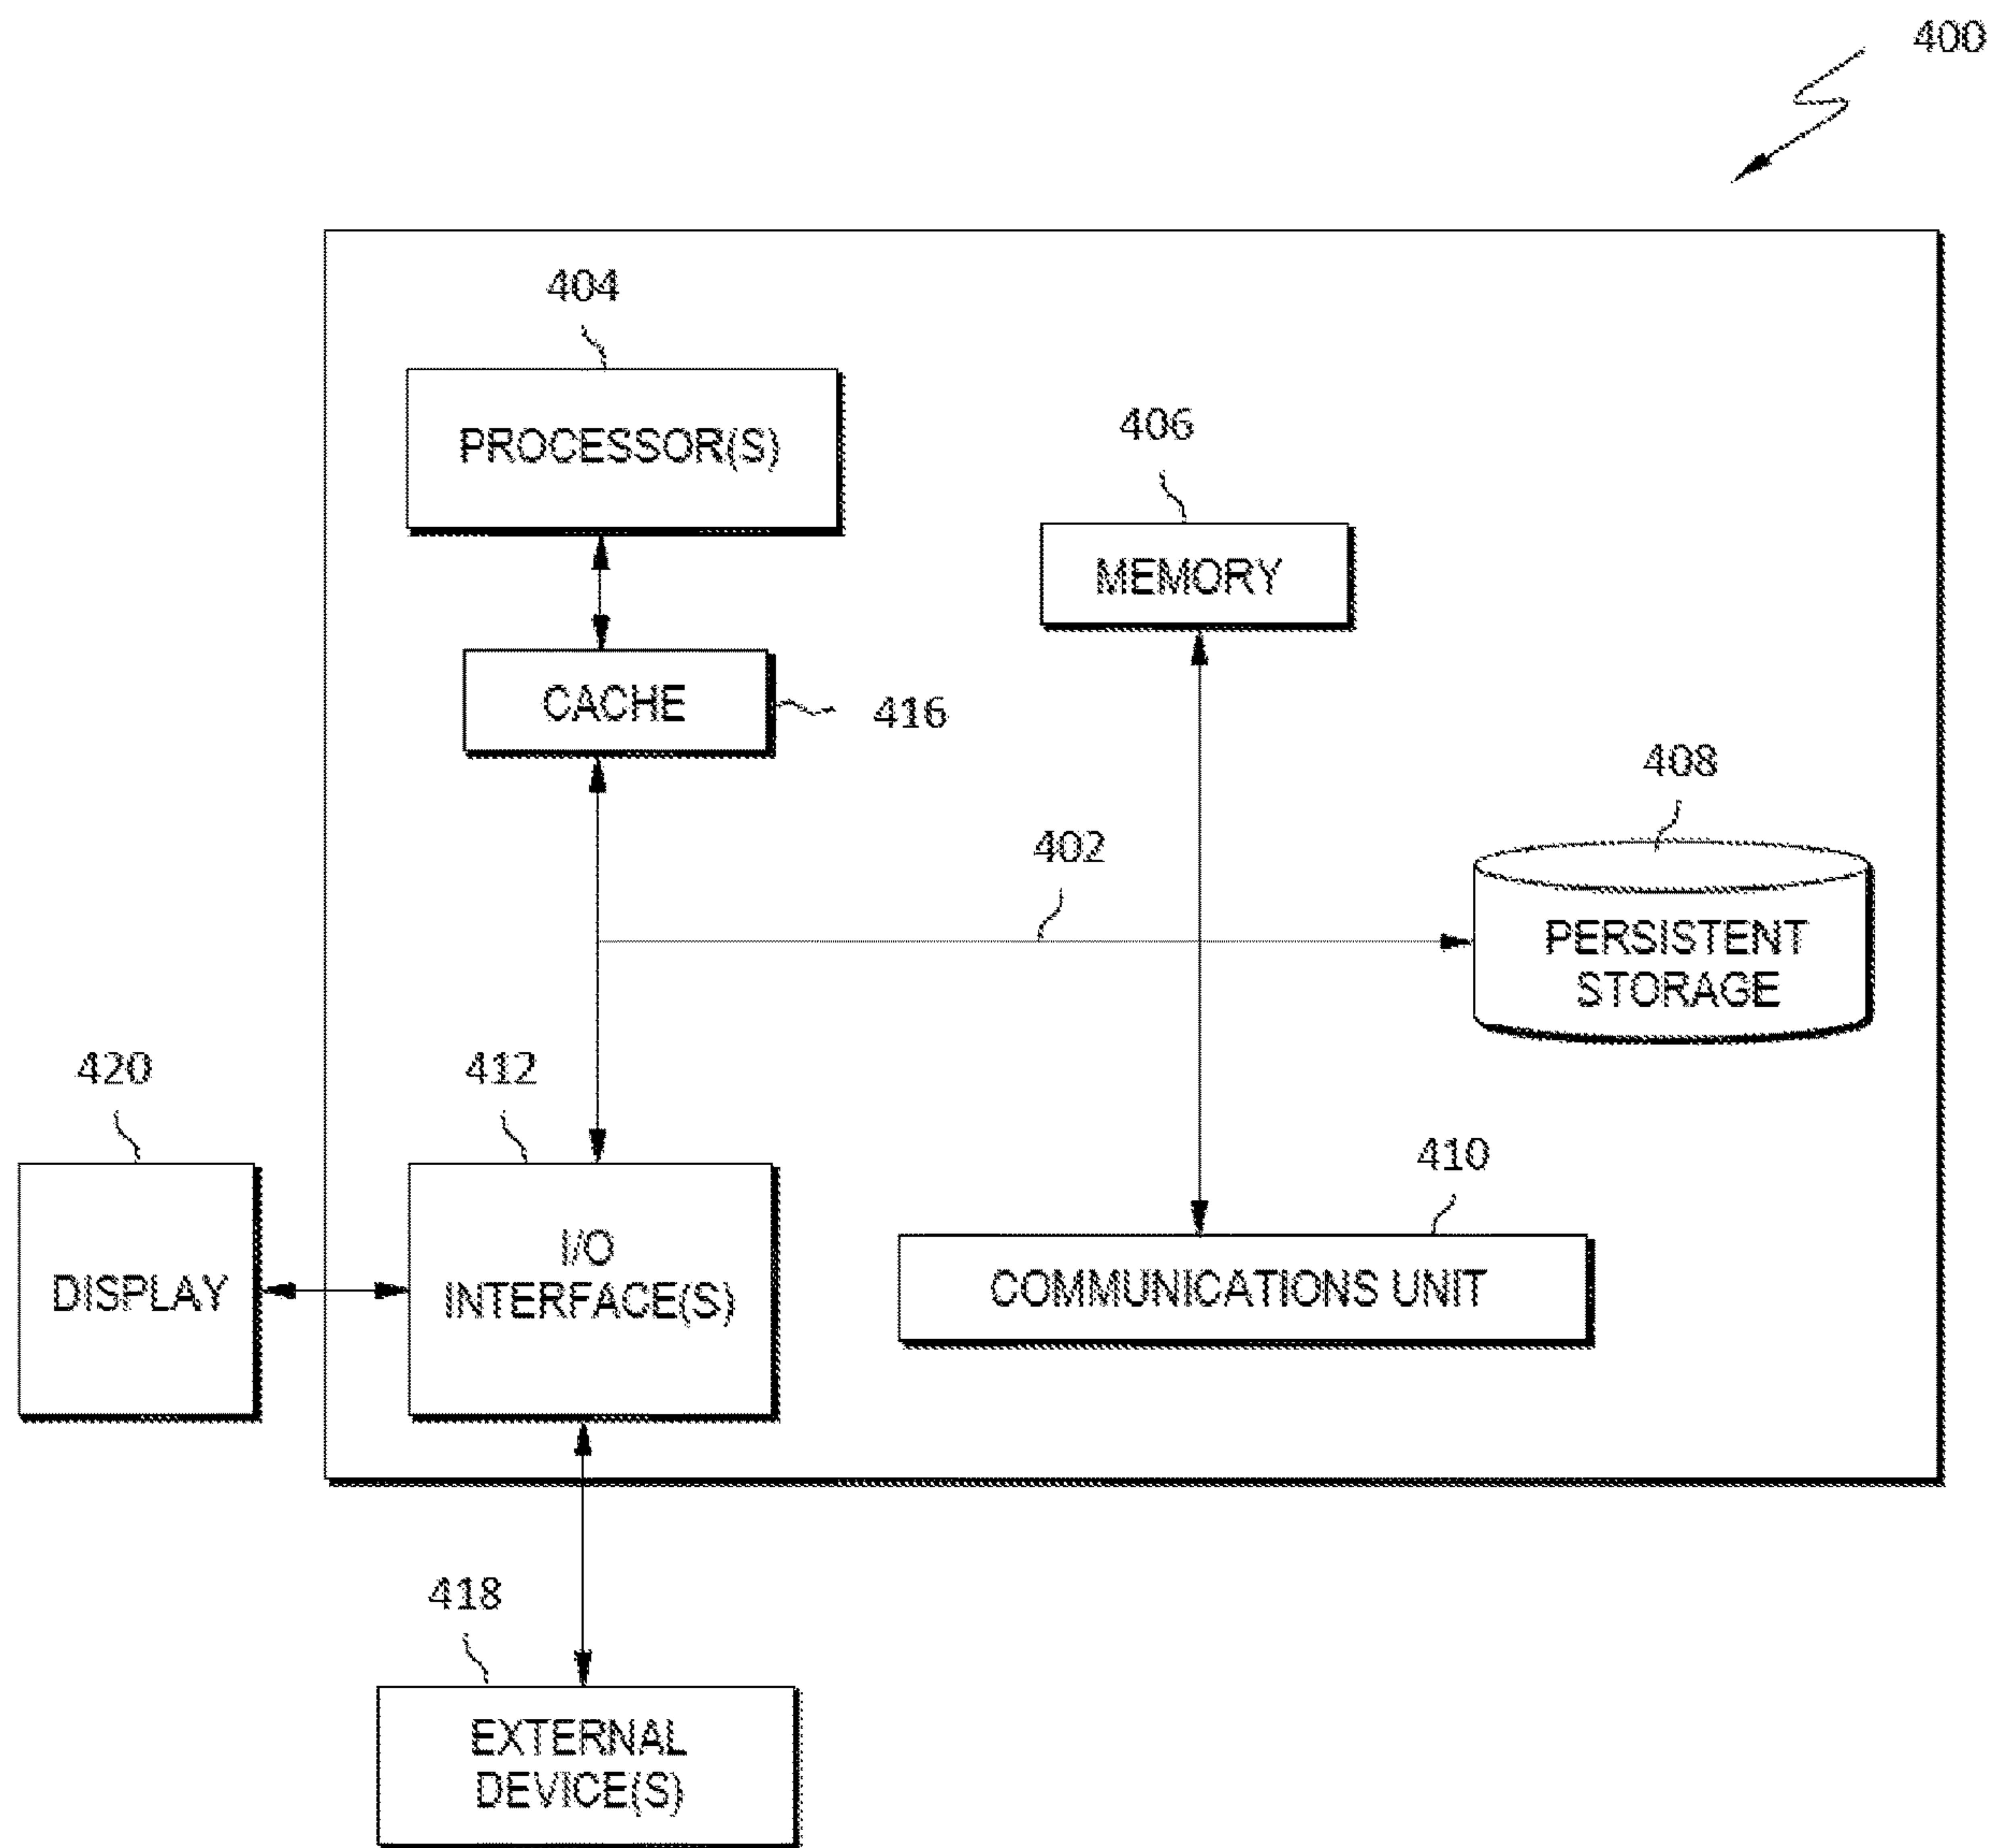 400
404
PROCESSOR(S)
406
MEMORY
CACHE
416
408
402
PERSISTENT
STORAGE
420
412
410
DISPLAY
I/O
INTERFACE(S)
COMMUNICATIONS UNIT
418
EXTERNAL
DEVICE(S)